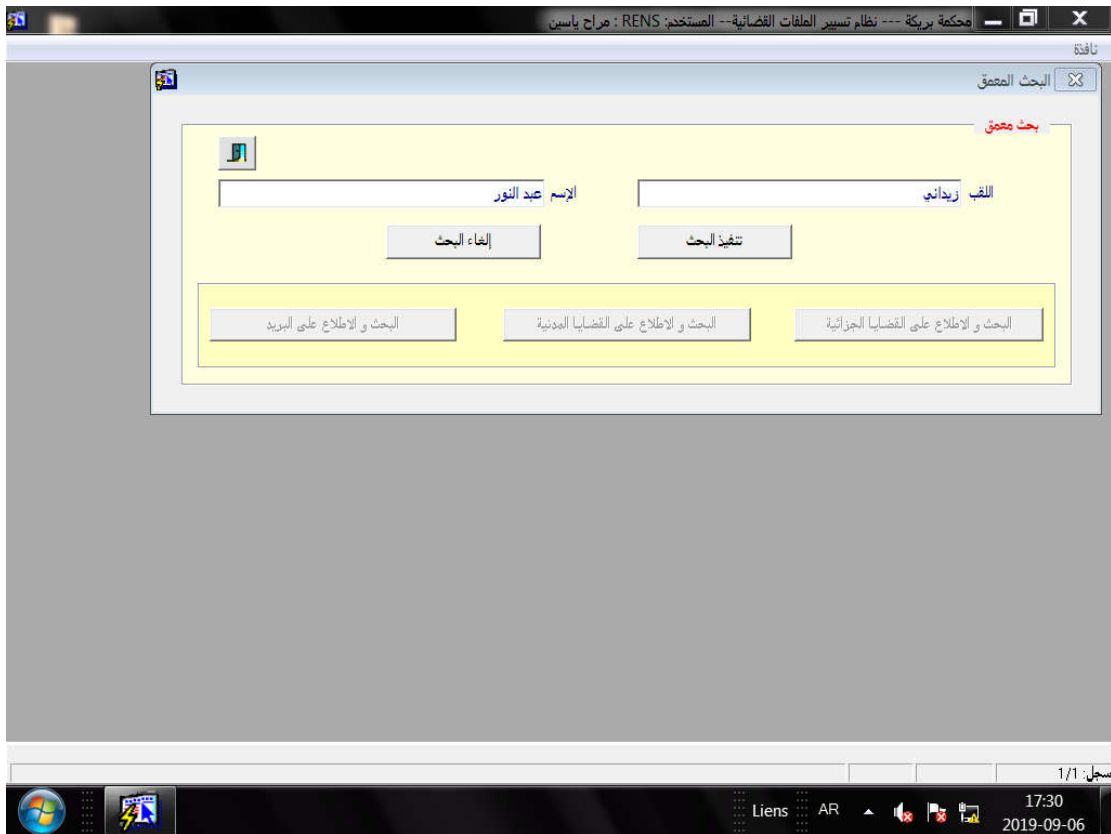 محكمة بريكة --- نظام تسيير الملفات القضائية-- المستخدم: RENS : مراح ياسين
نافذة
البحث المعمق
بحث معمق
اللقب زيداني الإسم عبد النور
تنفيذ البحث إلغاء البحث
البحث و الاطلاع على القضايا الجزائية البحث و الاطلاع على القضايا المدنية البحث و الاطلاع على البريد
سجل: 1/1
Liens AR 17:30
2019-09-06